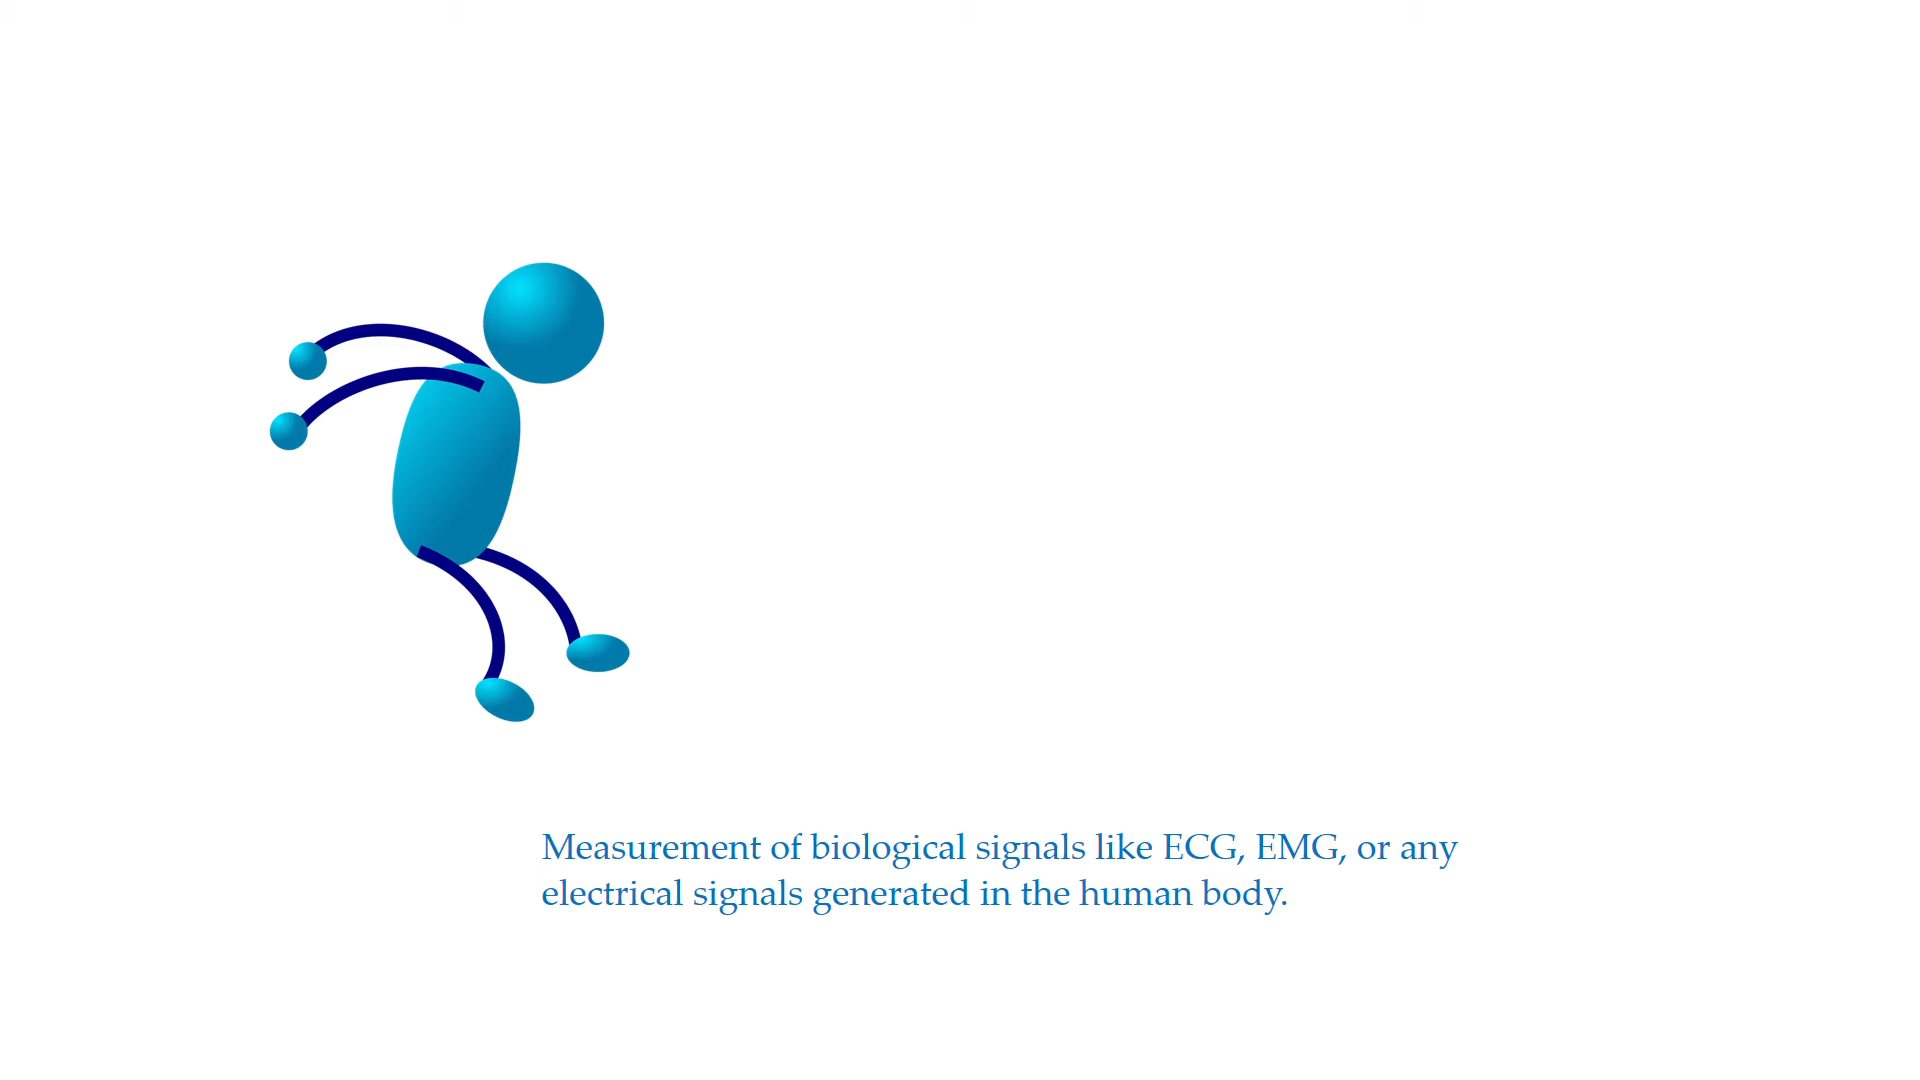 Measurement of biological signals like ECG, EMG, or any
electrical signals generated in the human body.